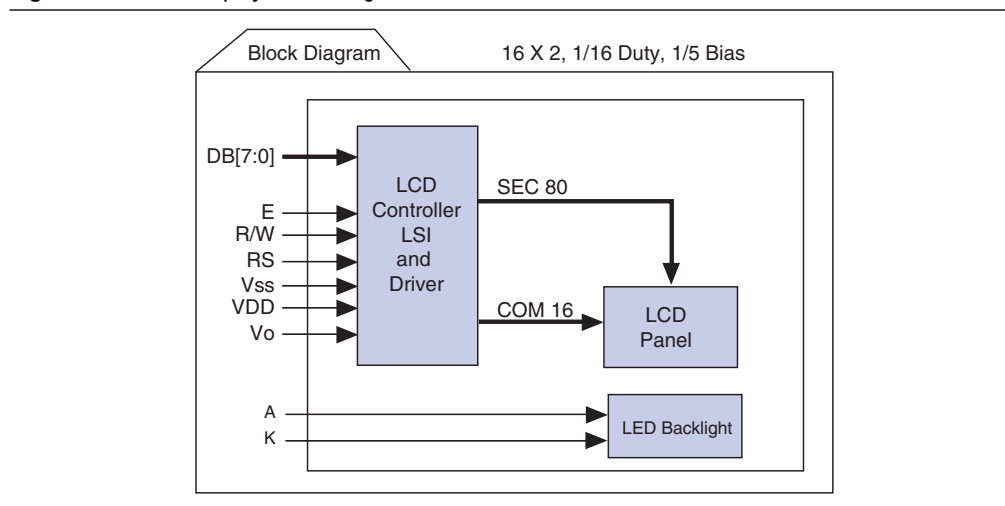 Block Diagram
16 X 2, 1/16 Duty, 1/5 Bias
DB[7:0]
E
R/W
RS
Vss
VDD
Vo
LCD
Controller
LSI
and
Driver
SEC 80
COM 16
LCD
Panel
A
K
LED Backlight